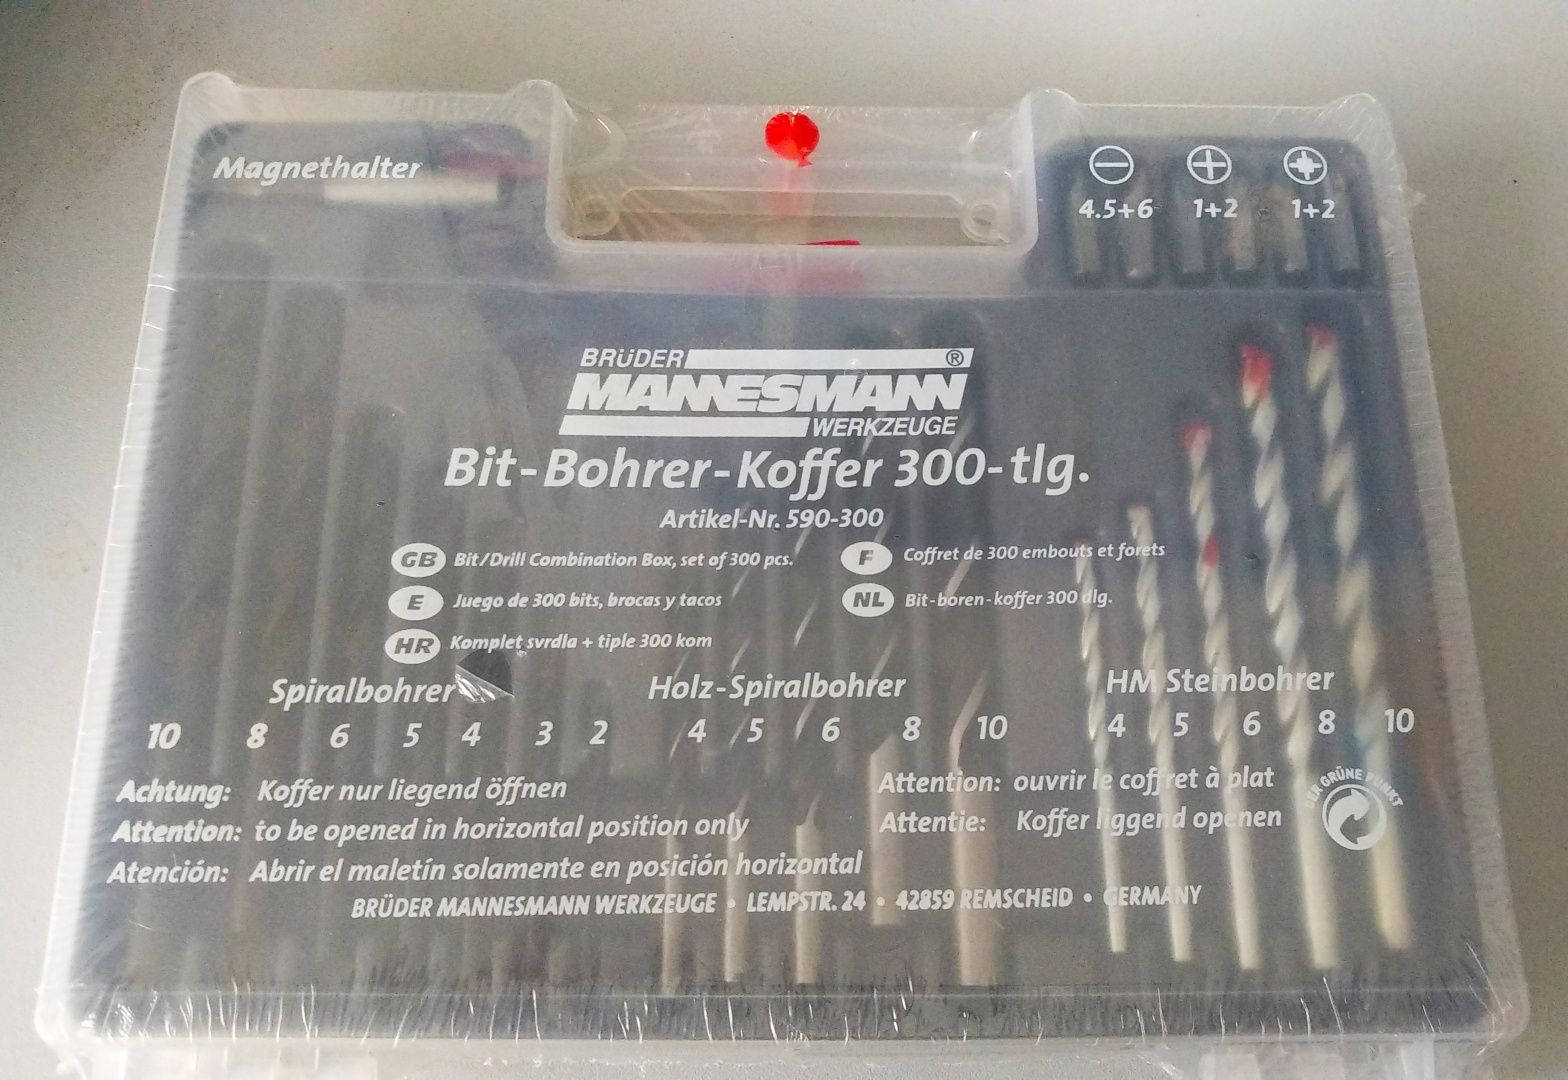 Magnethalter
4.5+6 1+2 1+2
BRÜDER ®
MANNESMANN
WERKZEUGE
Bit-Bohrer-Koffer 300-tlg.
Artikel-Nr. 590-300
GB Bit/Drill Combination Box, set of 300 pcs. F Coffret de 300 embouts et forets
E Juego de 300 bits, brocas y tacos NL Bit-boren-koffer 300 dlg.
HR Komplet svrdla + tiple 300 kom
Spiralbohrer Holz-Spiralbohrer HM Steinbohrer
10 8 6 5 4 3 2 4 5 6 8 10 4 5 6 8 10
Achtung: Koffer nur liegend öffnen Attention: ouvrir le coffret à plat
Attention: to be opened in horizontal position only Attentie: Koffer liggend openen
Atención: Abrir el maletín solamente en posición horizontal
DER GRÜNE PUNKT
BRÜDER MANNESMANN WERKZEUGE • LEMPSTR. 24 • 42859 REMSCHEID • GERMANY